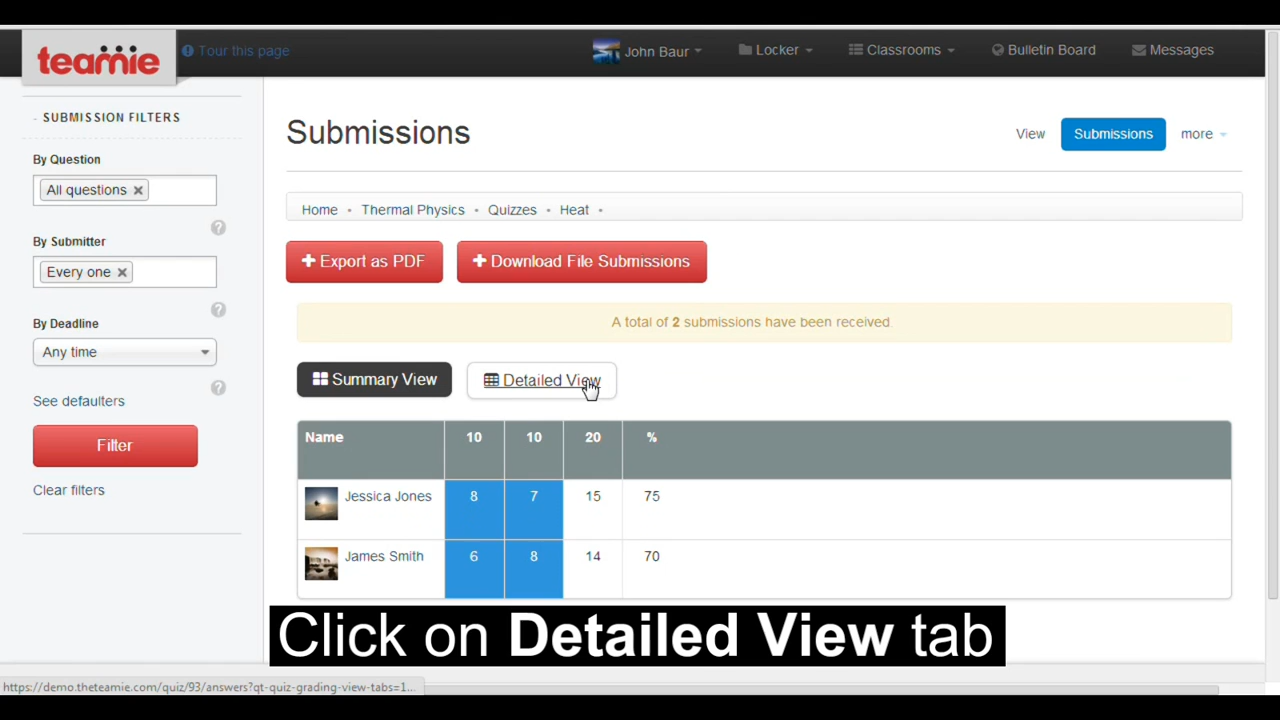 teamie
Tour this page
John Baur
Locker
Classrooms
Bulletin Board
Messages
- SUBMISSION FILTERS
By Question
All questions ×
?
By Submitter
Every one ×
?
By Deadline
Any time
?
See defaulters
Filter
Clear filters
Submissions
View Submissions more
Home • Thermal Physics • Quizzes • Heat •
+ Export as PDF + Download File Submissions
A total of 2 submissions have been received.
Summary View Detailed View
Name 10 10 20 %
Jessica Jones 8 7 15 75
James Smith 6 8 14 70
Click on Detailed View tab
https://demo.theteamie.com/quiz/93/answers?qt-quiz-grading-view-tabs=1...